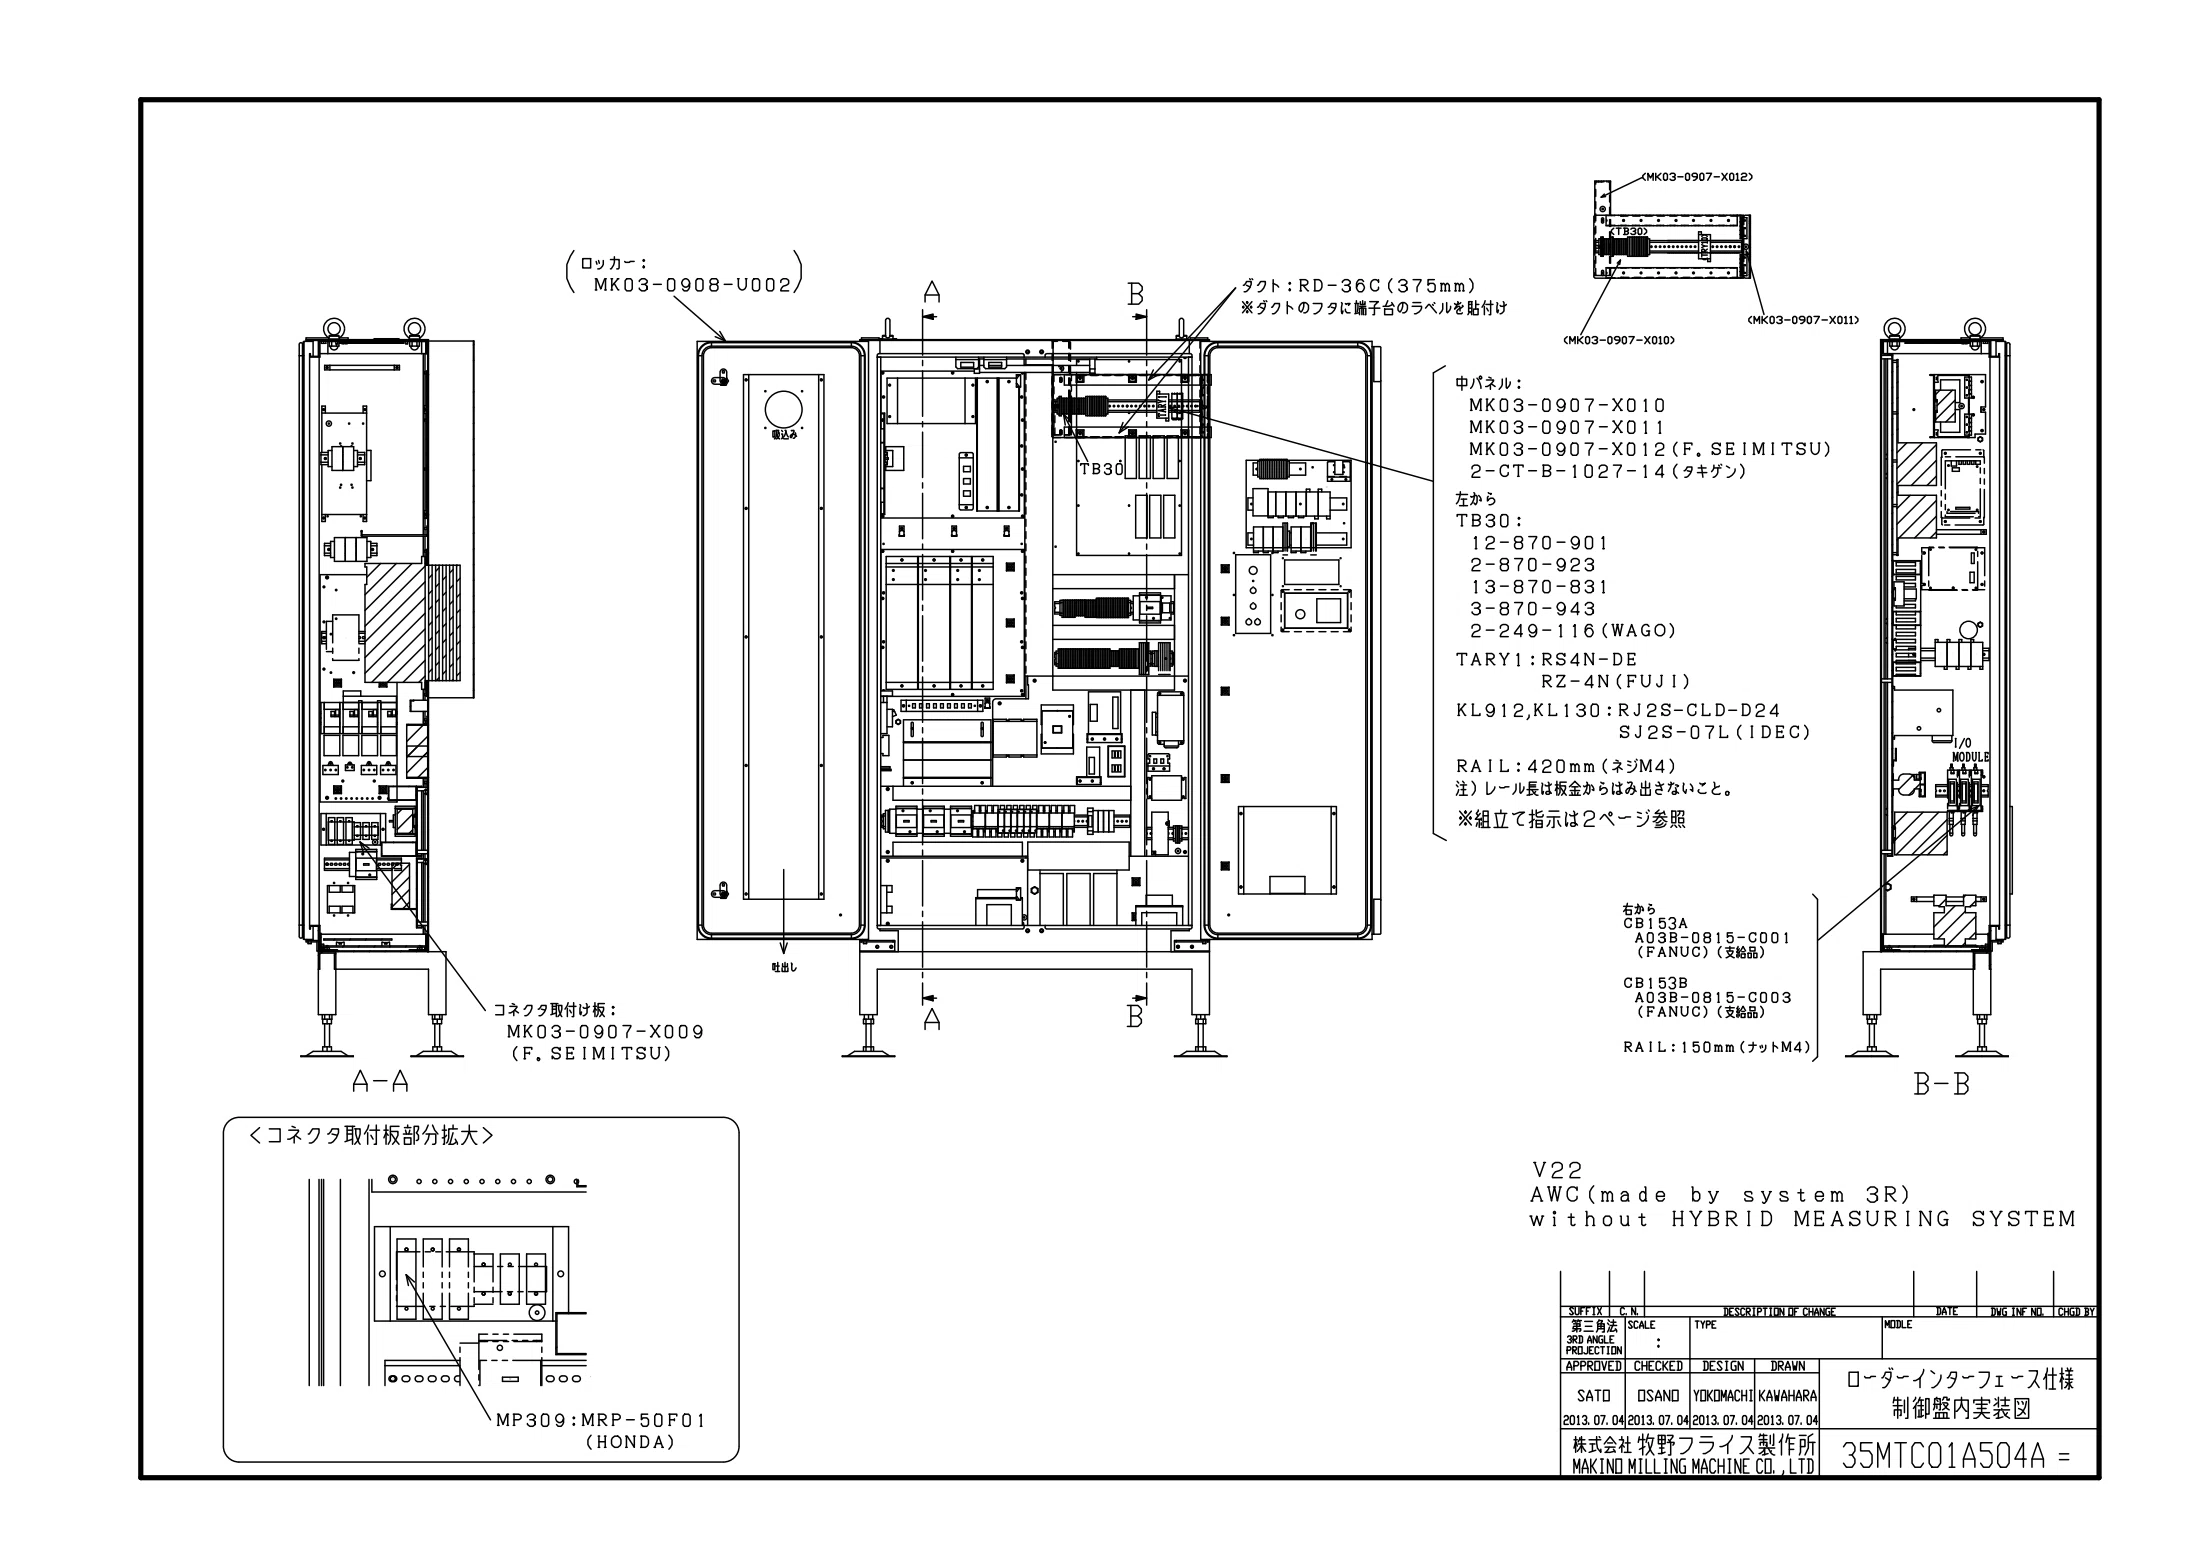 (MK03-0907-X012)
(TB30)
TARY1
(MK03-0907-X011)
(MK03-0907-X010)
ロッカー:
MK03-0908-U002
A
B
ダクト:RD-36C(375mm)
※ダクトのフタに端子台のラベルを貼付け
吸込み
TARY1
TB30
吐出し
A
B
中パネル:
MK03-0907-X010
MK03-0907-X011
MK03-0907-X012(F.SEIMITSU)
2-CT-B-1027-14(タキゲン)
左から
TB30:
12-870-901
2-870-923
13-870-831
3-870-943
2-249-116(WAGO)
TARY1:RS4N-DE
RZ-4N(FUJI)
KL912,KL130:RJ2S-CLD-D24
SJ2S-07L(IDEC)
RAIL:420mm(ネジM4)
注)レール長は板金からはみ出さないこと。
※組立て指示は2ページ参照
I/O
MODULE
右から
CB153A
A03B-0815-C001
(FANUC)(支給品)
CB153B
A03B-0815-C003
(FANUC)(支給品)
RAIL:150mm(ナットM4)
B-B
コネクタ取付け板:
MK03-0907-X009
(F.SEIMITSU)
A-A
<コネクタ取付板部分拡大>
MP309:MRP-50F01
(HONDA)
V22
AWC(made by system 3R)
without HYBRID MEASURING SYSTEM
SUFFIX C.N. DESCRIPTION OF CHANGE DATE DWG INF NO. CHGD BY
第三角法
3RD ANGLE
PROJECTION
SCALE
:
TYPE
MODLE
APPROVED CHECKED DESIGN DRAWN
SATO OSANO YOKOMACHI KAWAHARA
2013.07.04 2013.07.04 2013.07.04 2013.07.04
ローダーインターフェース仕様
制御盤内実装図
株式会社 牧野フライス製作所
MAKINO MILLING MACHINE CO.,LTD
35MTC01A504A =